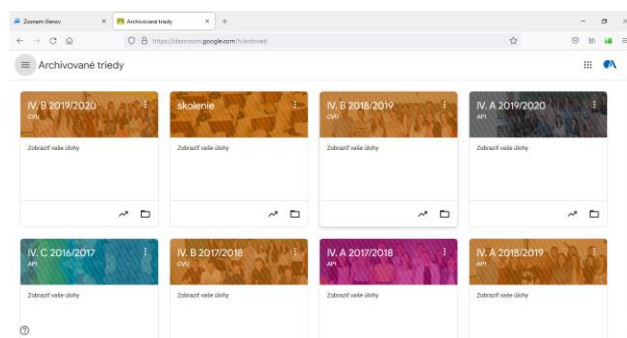 Zoznam členov
Archivované triedy
https://classroom.google.com/h/archived
Archivované triedy
IV. B 2019/2020
CVU
Zobraziť vaše úlohy
skolenie
Zobraziť vaše úlohy
IV. B 2018/2019
CVU
Zobraziť vaše úlohy
IV. A 2019/2020
API
Zobraziť vaše úlohy
IV. C 2016/2017
API
Zobraziť vaše úlohy
IV. B 2017/2018
CVU
Zobraziť vaše úlohy
IV. A 2017/2018
API
Zobraziť vaše úlohy
IV. A 2018/2019
API
Zobraziť vaše úlohy